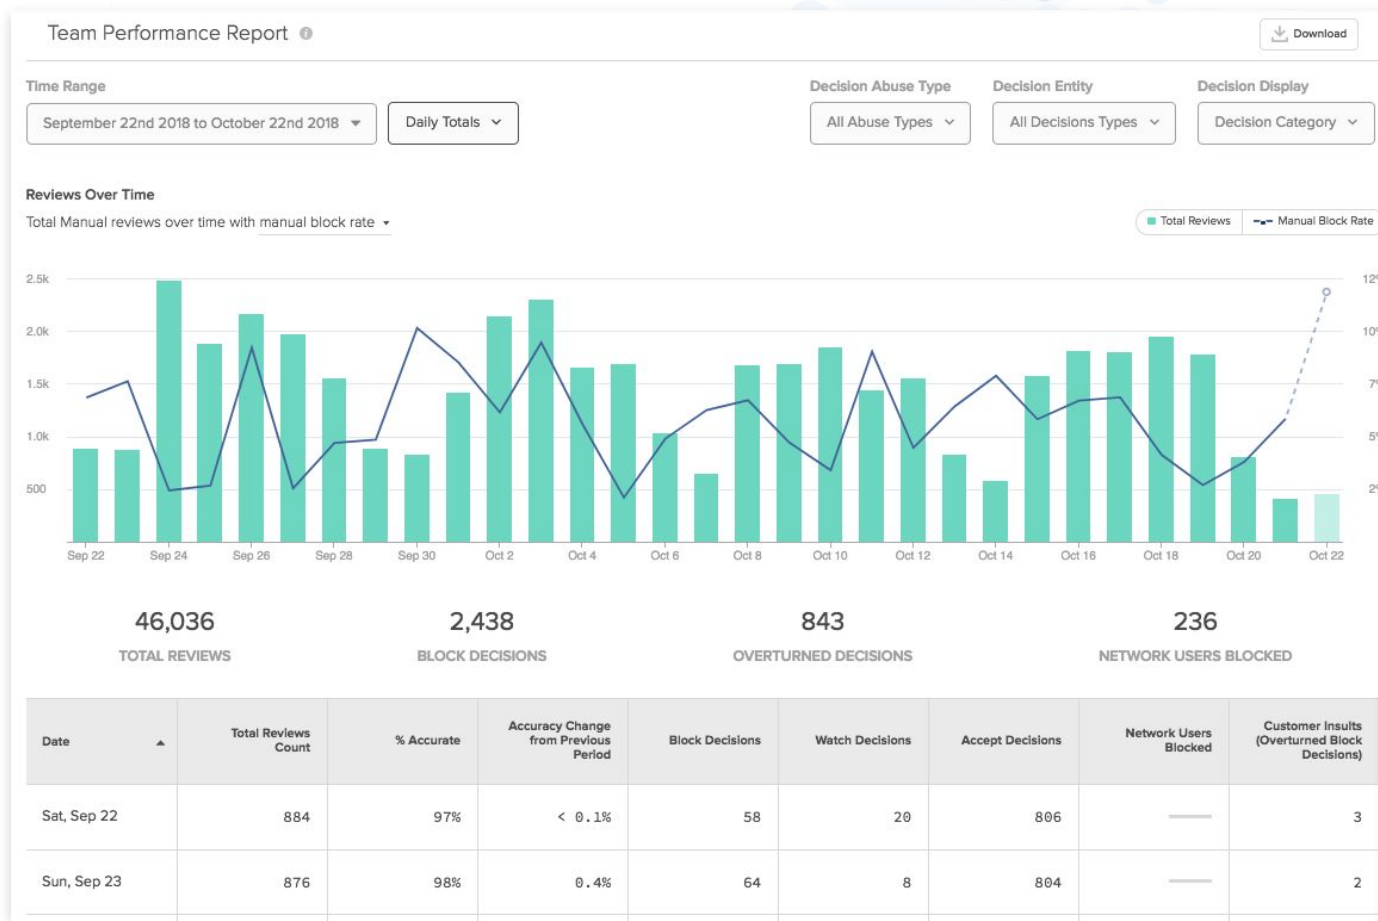 Team Performance Report
Download
Time Range
Decision Abuse Type
Decision Entity
Decision Display
September 22nd 2018 to October 22nd 2018
Daily Totals
All Abuse Types
All Decisions Types
Decision Category
Reviews Over Time
Total Manual reviews over time with manual block rate
Total Reviews
Manual Block Rate
2.5k
2.0k
1.5k
1.0k
500
12%
10%
7%
5%
2%
Sep 22
Sep 24
Sep 26
Sep 28
Sep 30
Oct 2
Oct 4
Oct 6
Oct 8
Oct 10
Oct 12
Oct 14
Oct 16
Oct 18
Oct 20
Oct 22
46,036
TOTAL REVIEWS
2,438
BLOCK DECISIONS
843
OVERTURNED DECISIONS
236
NETWORK USERS BLOCKED
Date
Total Reviews
Count
% Accurate
Accuracy Change
from Previous
Period
Block Decisions
Watch Decisions
Accept Decisions
Network Users
Blocked
Customer Insults
(Overturned Block
Decisions)
Sat, Sep 22
884
97%
< 0.1%
58
20
806
3
Sun, Sep 23
876
98%
0.4%
64
8
804
2